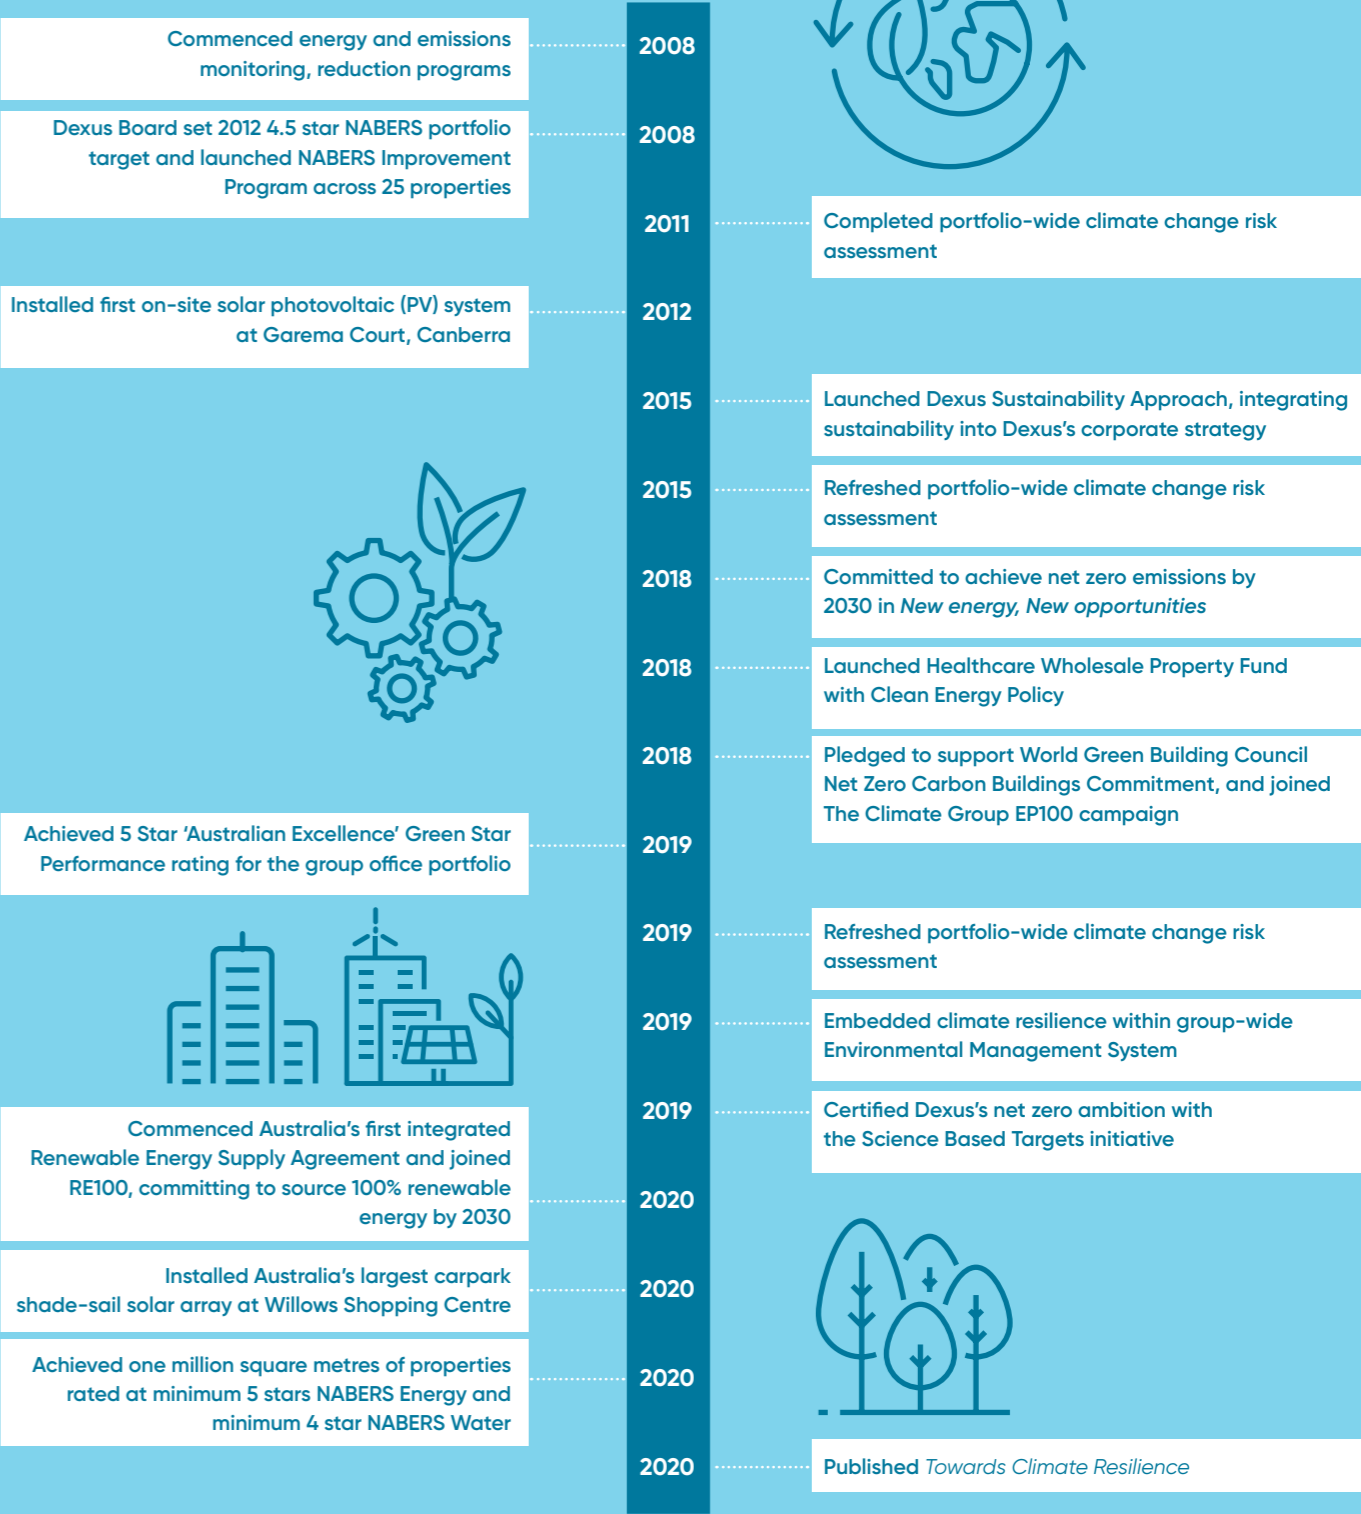 Commenced energy and emissions
monitoring, reduction programs
2008
Dexus Board set 2012 4.5 star NABERS portfolio
target and launched NABERS Improvement
Program across 25 properties
2008
2011
Completed portfolio-wide climate change risk
assessment
Installed first on-site solar photovoltaic (PV) system
at Garema Court, Canberra
2012
2015
Launched Dexus Sustainability Approach, integrating
sustainability into Dexus’s corporate strategy
2015
Refreshed portfolio-wide climate change risk
assessment
2018
Committed to achieve net zero emissions by
2030 in New energy, New opportunities
2018
Launched Healthcare Wholesale Property Fund
with Clean Energy Policy
2018
Pledged to support World Green Building Council
Net Zero Carbon Buildings Commitment, and joined
The Climate Group EP100 campaign
Achieved 5 Star ‘Australian Excellence’ Green Star
Performance rating for the group office portfolio
2019
2019
Refreshed portfolio-wide climate change risk
assessment
2019
Embedded climate resilience within group-wide
Environmental Management System
2019
Certified Dexus’s net zero ambition with
the Science Based Targets initiative
Commenced Australia’s first integrated
Renewable Energy Supply Agreement and joined
RE100, committing to source 100% renewable
energy by 2030
2020
Installed Australia’s largest carpark
shade-sail solar array at Willows Shopping Centre
2020
Achieved one million square metres of properties
rated at minimum 5 stars NABERS Energy and
minimum 4 star NABERS Water
2020
2020
Published Towards Climate Resilience